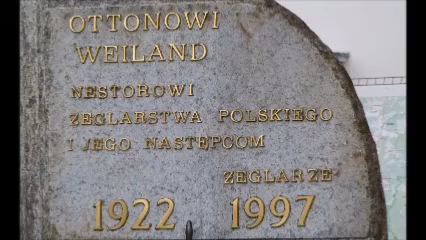 OTTONOWI
WEILAND
NESTOROWI
ŻEGLARSTWA POLSKIEGO
I JEGO NASTĘPCOM
ŻEGLARZE
1922 1997